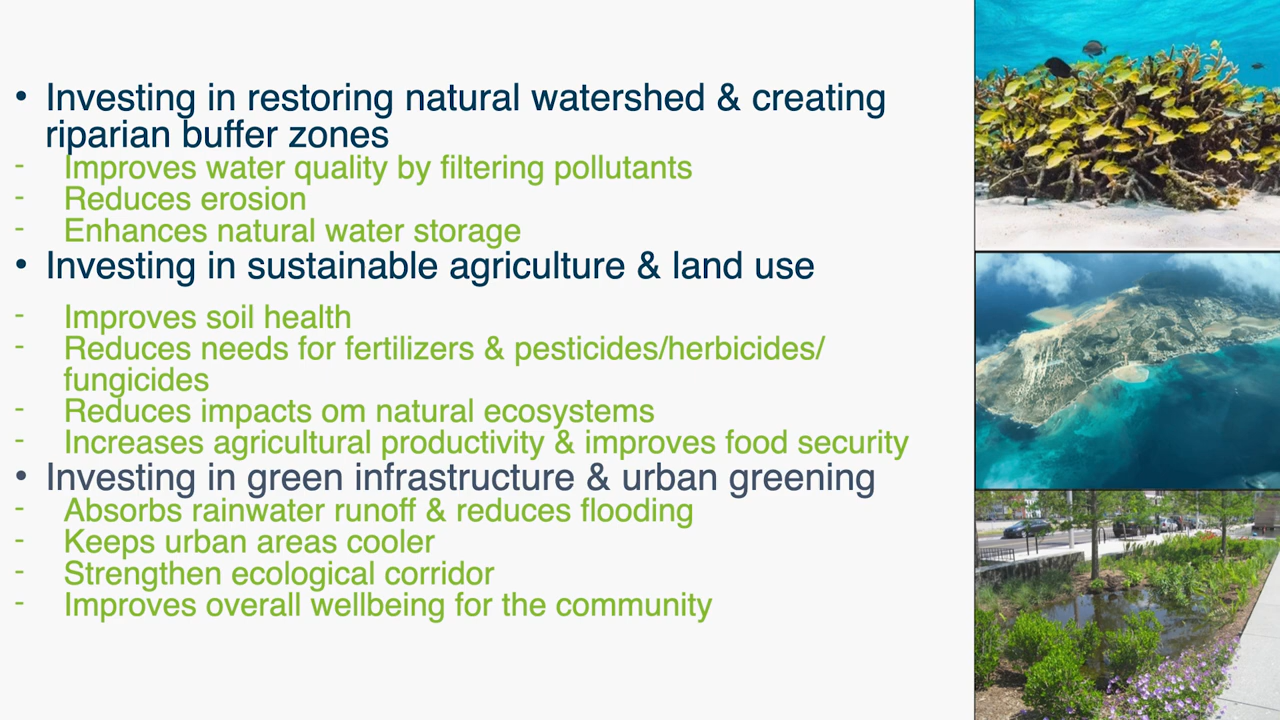 • Investing in restoring natural watershed & creating
riparian buffer zones
- Improves water quality by filtering pollutants
- Reduces erosion
- Enhances natural water storage
• Investing in sustainable agriculture & land use
- Improves soil health
- Reduces needs for fertilizers & pesticides/herbicides/
fungicides
- Reduces impacts om natural ecosystems
- Increases agricultural productivity & improves food security
• Investing in green infrastructure & urban greening
- Absorbs rainwater runoff & reduces flooding
- Keeps urban areas cooler
- Strengthen ecological corridor
- Improves overall wellbeing for the community